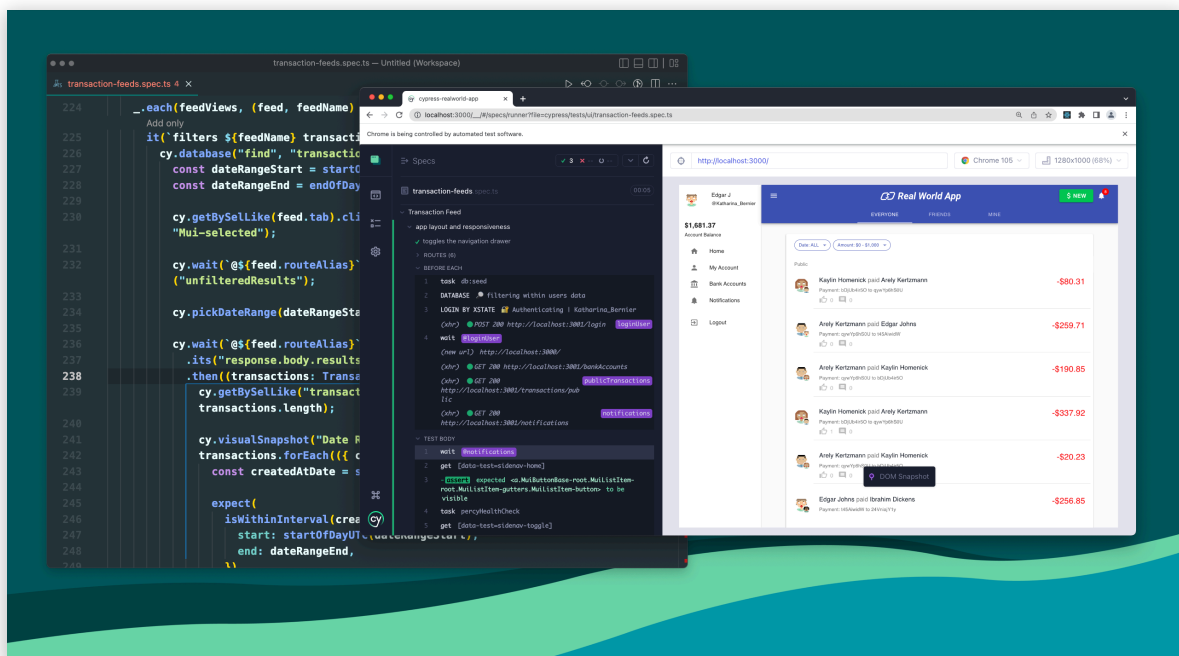 transaction-feeds.spec.ts — Untitled (Workspace)
transaction-feeds.spec.ts 4
224 _.each(feedViews, (feed, feedName)
Add only
225 it(`filters ${feedName} transacti
226 cy.database("find", "transactio
227 const dateRangeStart = startO
228 const dateRangeEnd = endOfDay
229
230 cy.getBySelLike(feed.tab).cli
"Mui-selected");
231
232 cy.wait(`@${feed.routeAlias}`
("unfilteredResults");
233
234 cy.pickDateRange(dateRangeSta
235
236 cy.wait(`@${feed.routeAlias}`
237 .its("response.body.results
238 .then((transactions: Transa
239 cy.getBySelLike("transact
transactions.length);
240
241 cy.visualSnapshot("Date R
242 transactions.forEach(({ c
243 const createdAtDate = s
244
245 expect(
246 isWithinInterval(crea
247 start: startOfDayUTC(dateRangeStart),
248 end: dateRangeEnd,
249 })
cypress-realworld-app
localhost:3000/__/#/specs/runner?file=cypress/tests/ui/transaction-feeds.spec.ts
Chrome is being controlled by automated test software.
Specs
3
transaction-feeds spec.ts 00:05
Transaction Feed
app layout and responsiveness
toggles the navigation drawer
ROUTES (6)
BEFORE EACH
1 task db:seed
2 DATABASE filtering within users data
3 LOGIN BY XSTATE Authenticating | Katharina_Bernier
(xhr) POST 200 http://localhost:3001/login loginUser
4 wait @loginUser
(new url) http://localhost:3000/
(xhr) GET 200 http://localhost:3001/bankAccounts
(xhr) GET 200 publicTransactions
http://localhost:3001/transactions/pub
lic
(xhr) GET 200 notifications
http://localhost:3001/notifications
TEST BODY
1 wait @notifications
2 get [data-test=sidenav-home]
3 -assert expected <a.MuiButtonBase-root.MuiListItem-
root.MuiListItem-gutters.MuiListItem-button> to be
visible
4 task percyHealthCheck
5 get [data-test=sidenav-toggle]
cy
http://localhost:3000/
Chrome 105
1280x1000 (68%)
Edgar J
@Katharina_Bernier
$1,681.37
Account Balance
Home
My Account
Bank Accounts
Notifications
Logout
Real World App
$ NEW
EVERYONE FRIENDS MINE
Date: ALL
Amount: $0 - $1,000
Public
Kaylin Homenick paid Arely Kertzmann -$80.31
0 0
Arely Kertzmann paid Edgar Johns -$259.71
0 0
Arely Kertzmann paid Kaylin Homenick -$190.85
0 0
Kaylin Homenick paid Arely Kertzmann -$337.92
1 0
Arely Kertzmann paid Kaylin Homenick -$20.23
0 0
DOM Snapshot
Edgar Johns paid Ibrahim Dickens -$256.85